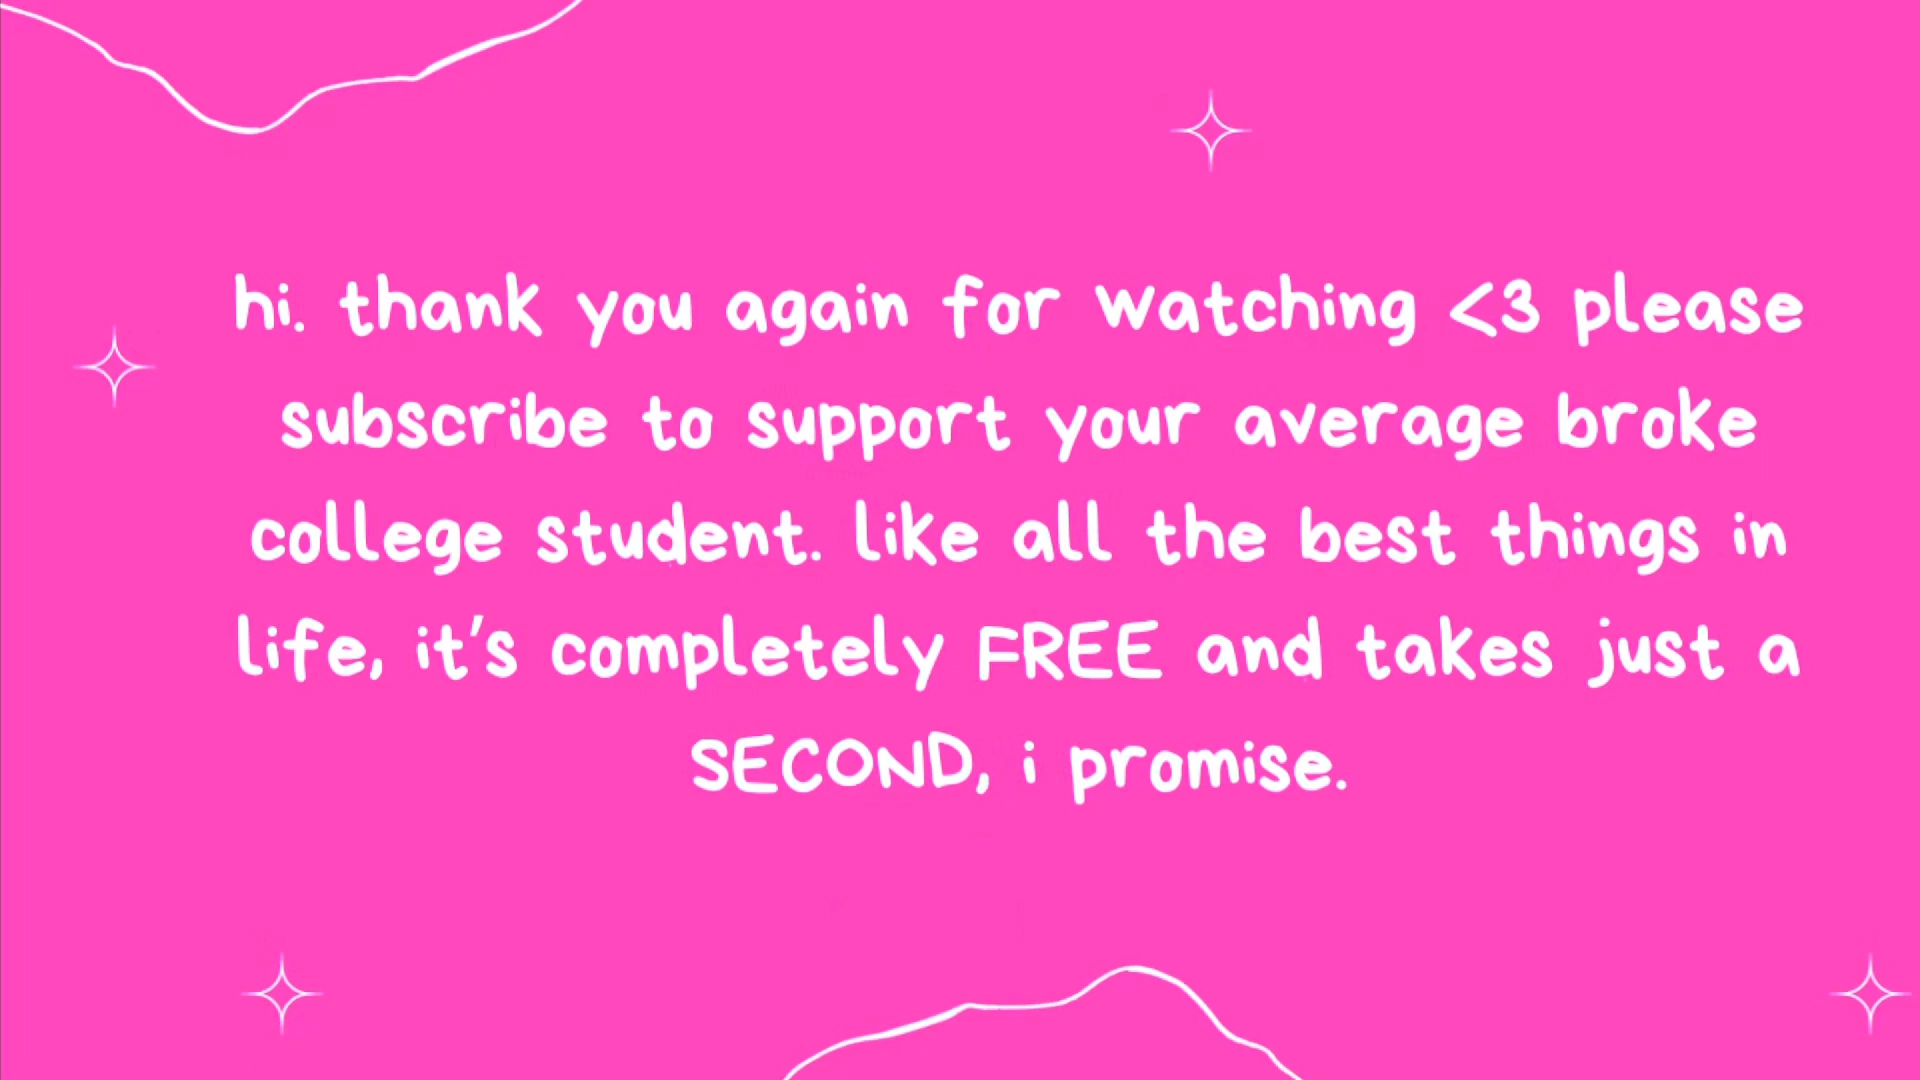 hi. thank you again for watching <3 please
subscribe to support your average broke
college student. like all the best things in
life, it's completely FREE and takes just a
SECOND, i promise.